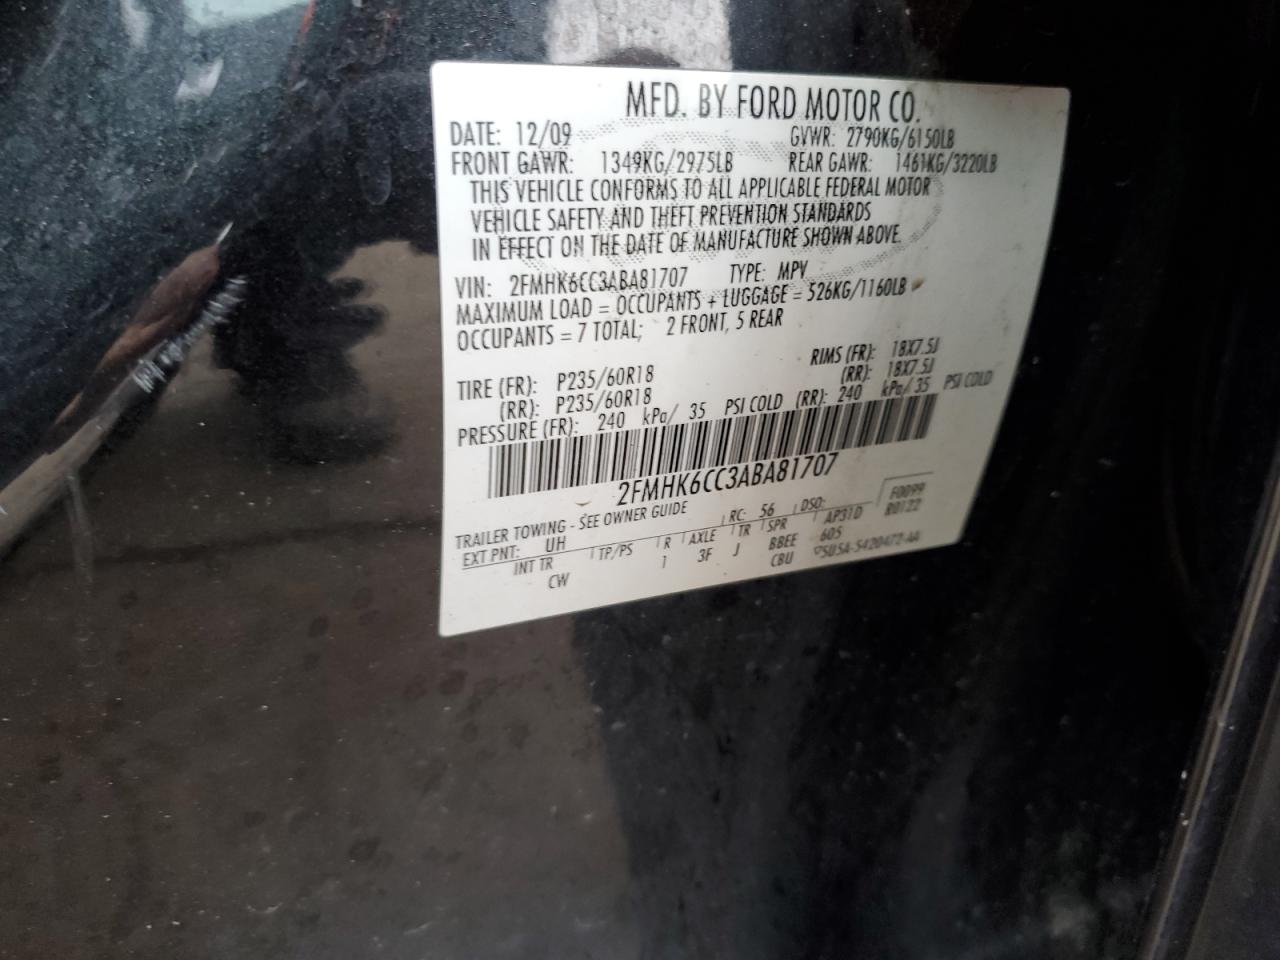 MFD. BY FORD MOTOR CO.
DATE: 12/09 GVWR: 2790KG/6150LB
FRONT GAWR: 1349KG/2975LB REAR GAWR: 1461KG/3220LB
THIS VEHICLE CONFORMS TO ALL APPLICABLE FEDERAL MOTOR
VEHICLE SAFETY AND THEFT PREVENTION STANDARDS
IN EFFECT ON THE DATE OF MANUFACTURE SHOWN ABOVE
VIN: 2FMHK6CC3ABA81707 TYPE: MPV
MAXIMUM LOAD = OCCUPANTS + LUGGAGE = 526KG/1160LB
OCCUPANTS = 7 TOTAL; 2 FRONT, 5 REAR
TIRE (FR): P235/60R18 RIMS (FR): 18X7.5J
(RR): P235/60R18 (RR): 18X7.5J
PRESSURE (FR): 240 kPa/ 35 PSI COLD (RR): 240 kPa/ 35 PSI COLD
2FMHK6CC3ABA81707
TRAILER TOWING - SEE OWNER GUIDE
EXT PNT: UH RC: 56 DSO: F0099
AP31D R0122
INT TR TP/PS R AXLE TR SPR 605
CW 1 3F J BBEE
CBU 5U5A-5420472-AA